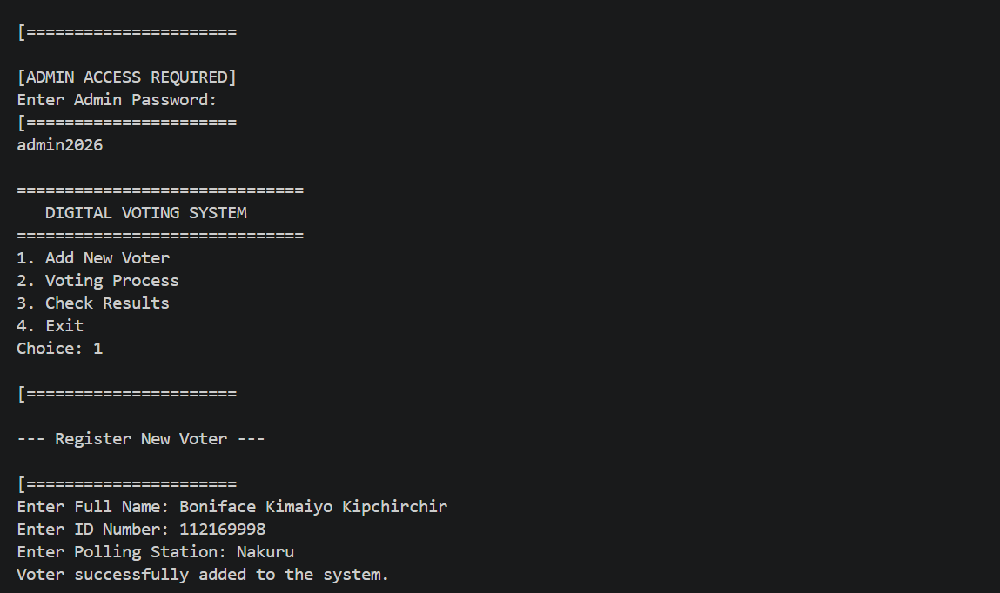 [======================
[ADMIN ACCESS REQUIRED]
Enter Admin Password:
[======================
admin2026
==============================
   DIGITAL VOTING SYSTEM
==============================
1. Add New Voter
2. Voting Process
3. Check Results
4. Exit
Choice: 1
[======================
--- Register New Voter ---
[======================
Enter Full Name: Boniface Kimaiyo Kipchirchir
Enter ID Number: 112169998
Enter Polling Station: Nakuru
Voter successfully added to the system.